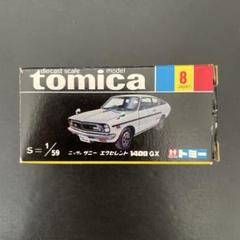 diecast scale model
tomica
8
JAPAN
S=1/59
ニッサン サニー エクセレント 1400 GX